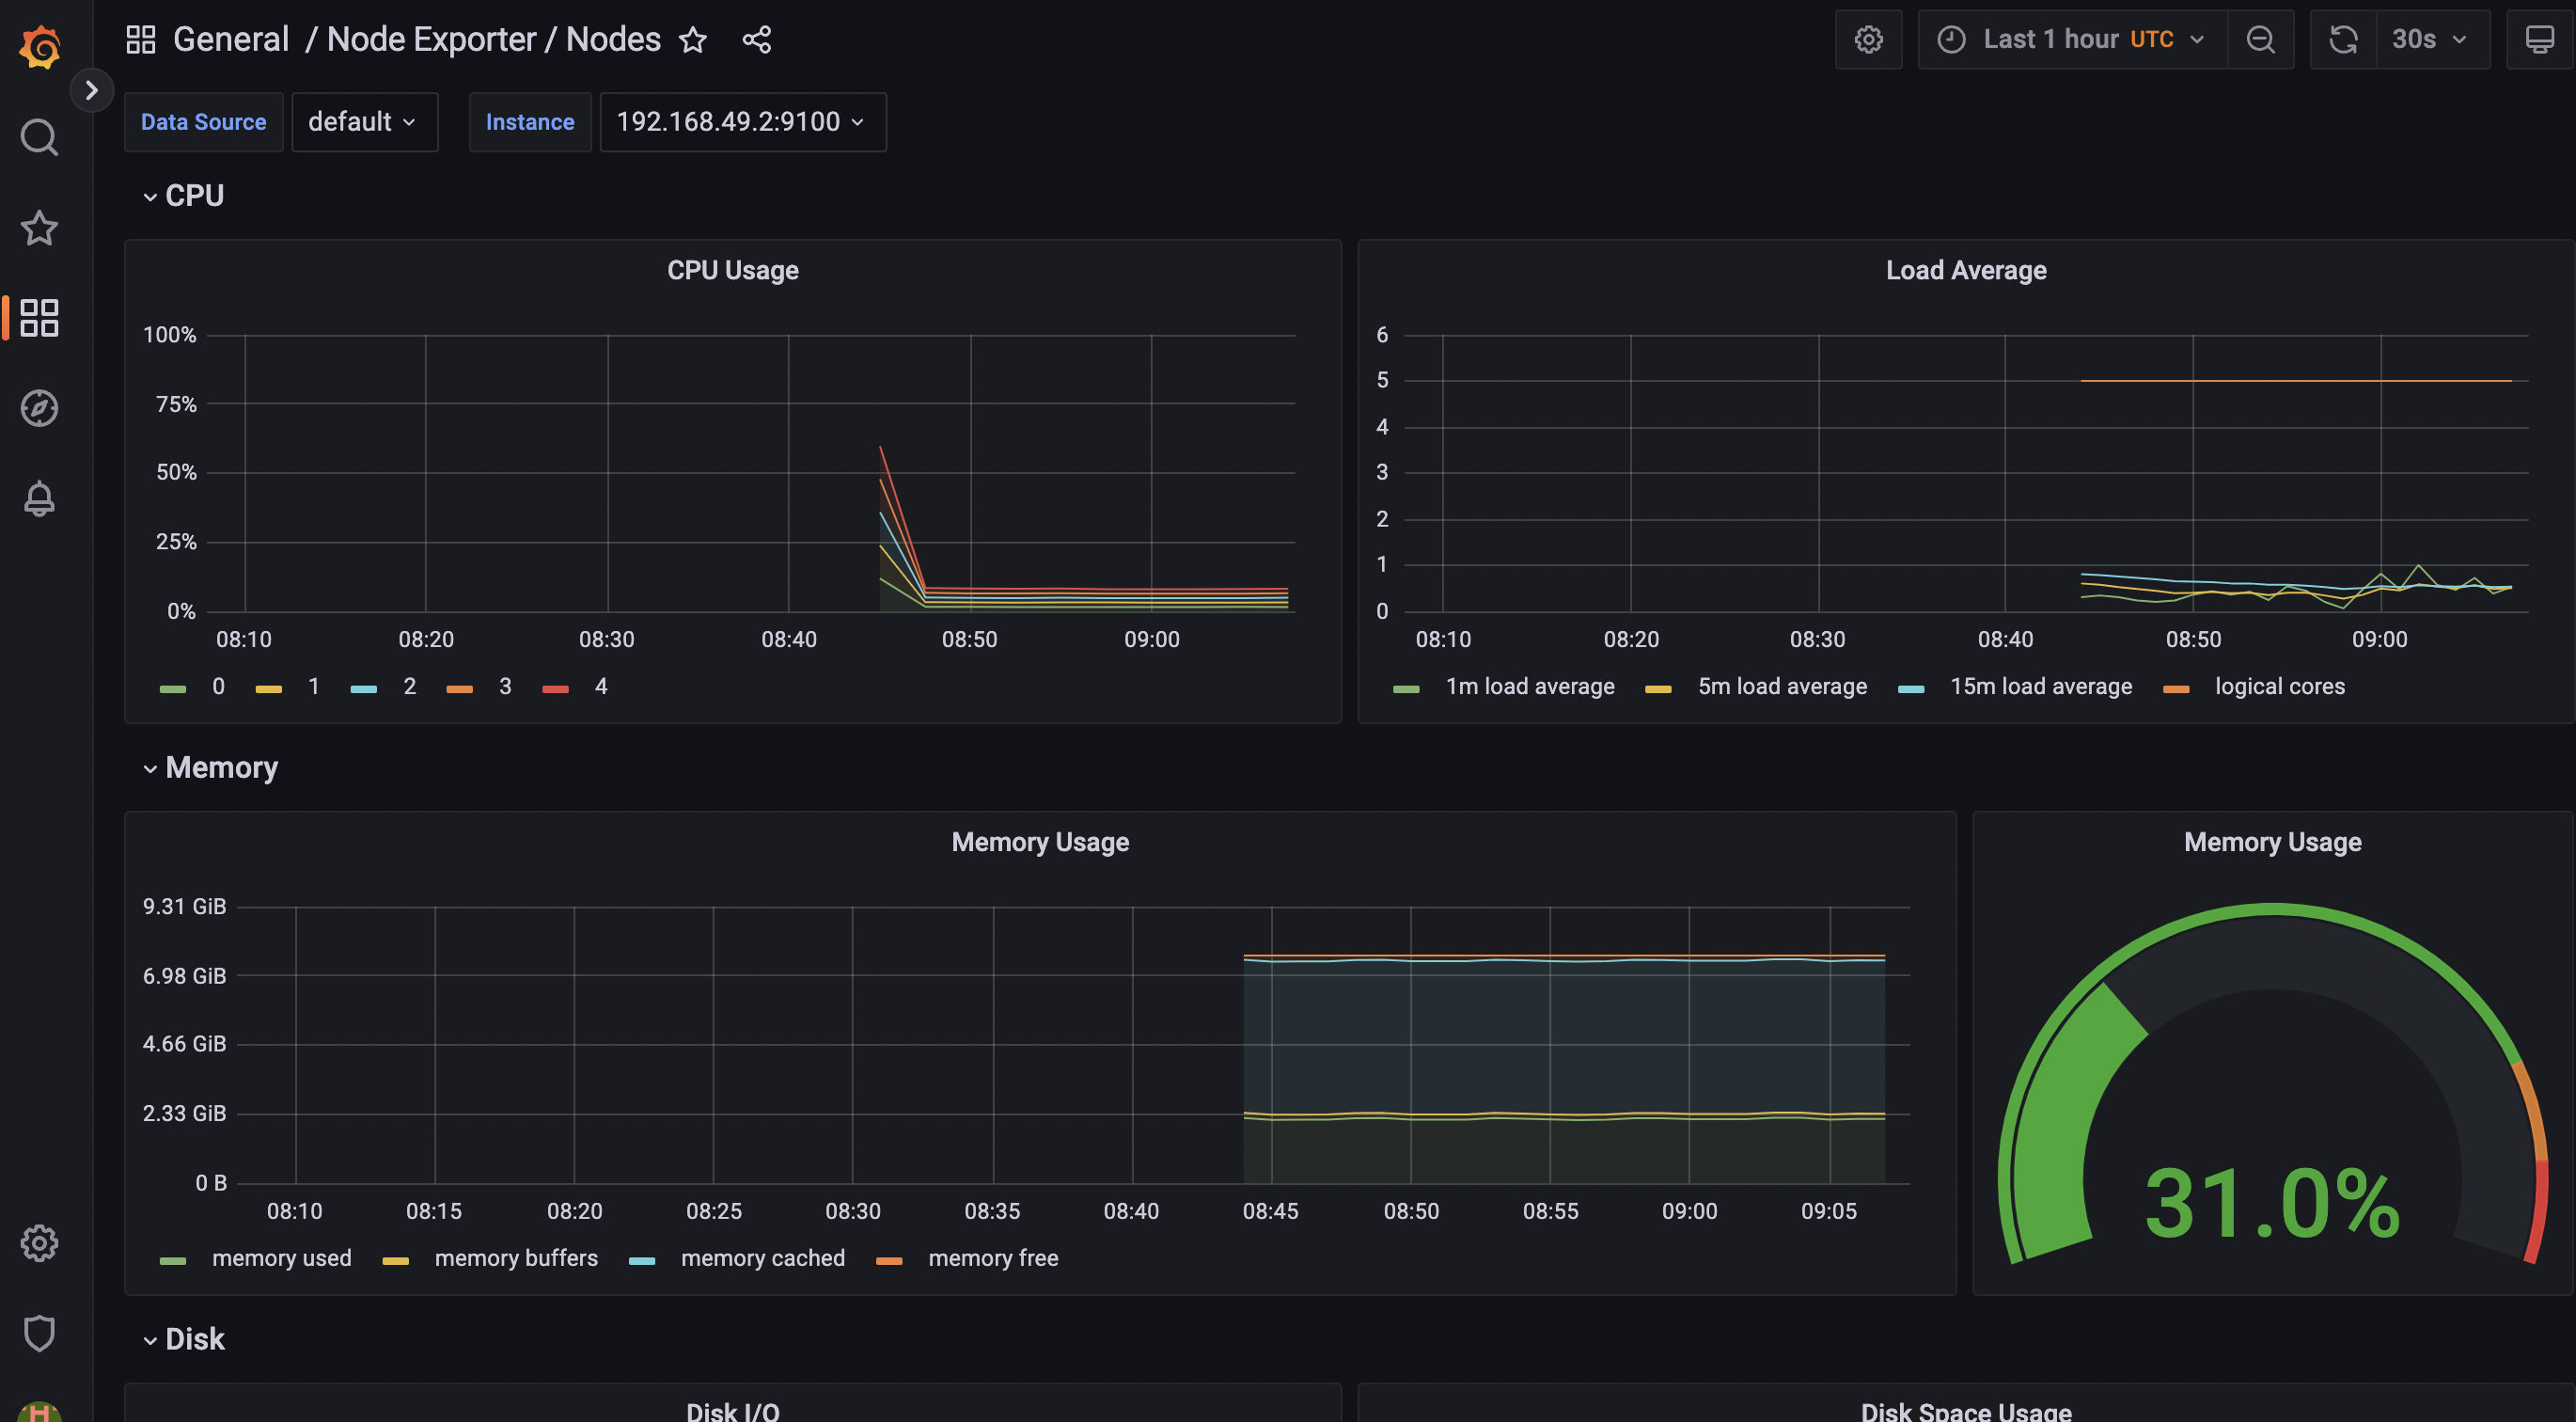 General / Node Exporter / Nodes
Last 1 hour UTC
30s
Data Source default Instance 192.168.49.2:9100
CPU
CPU Usage
100%
75%
50%
25%
0%
08:10 08:20 08:30 08:40 08:50 09:00
0 1 2 3 4
Load Average
6
5
4
3
2
1
0
08:10 08:20 08:30 08:40 08:50 09:00
1m load average 5m load average 15m load average logical cores
Memory
Memory Usage
9.31 GiB
6.98 GiB
4.66 GiB
2.33 GiB
0 B
08:10 08:15 08:20 08:25 08:30 08:35 08:40 08:45 08:50 08:55 09:00 09:05
memory used memory buffers memory cached memory free
Memory Usage
31.0%
Disk
Disk I/O
Disk Space Usage